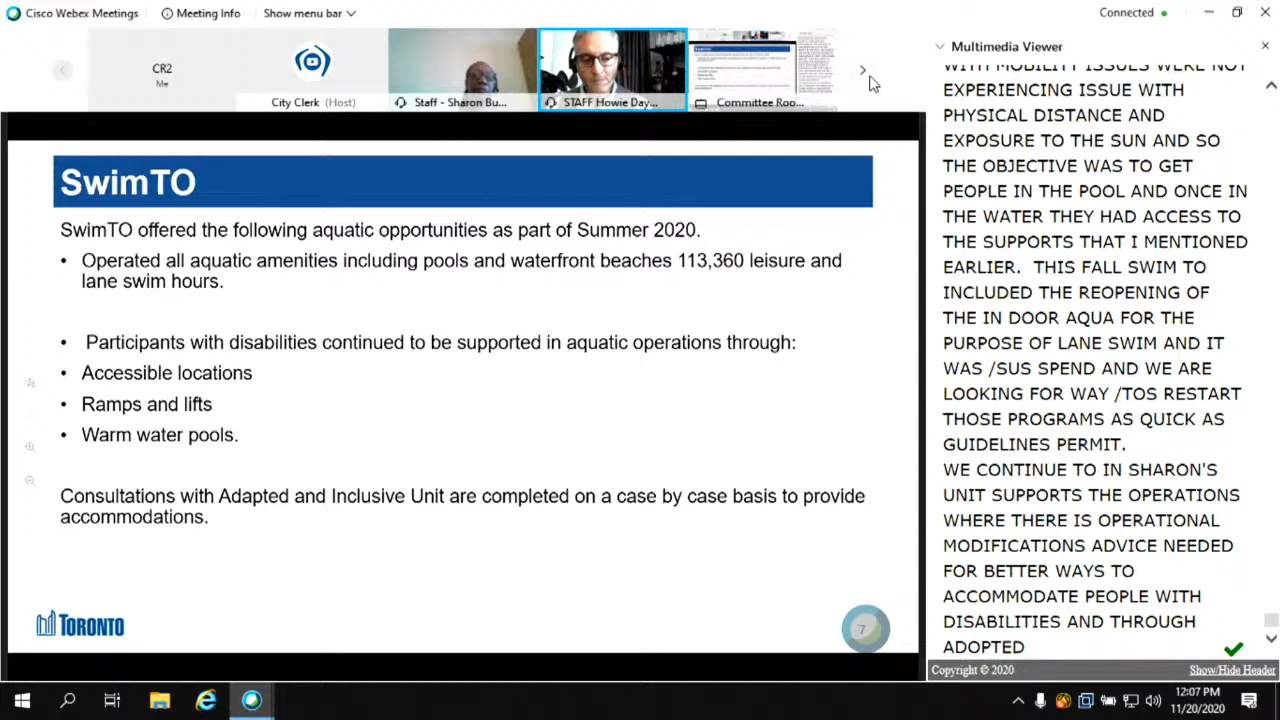 Cisco Webex Meetings
Meeting Info
Show menu bar
Connected
CR2
Me
City Clerk (Host)
Staff - Sharon Bu...
STAFF Howie Day...
Committee Roo...
SwimTO
SwimTO offered the following aquatic opportunities as part of Summer 2020.
• Operated all aquatic amenities including pools and waterfront beaches 113,360 leisure and
lane swim hours.
• Participants with disabilities continued to be supported in aquatic operations through:
• Accessible locations
• Ramps and lifts
• Warm water pools.
Consultations with Adapted and Inclusive Unit are completed on a case by case basis to provide
accommodations.
TORONTO
7
Multimedia Viewer
WITH MOBILITY ISSUES WERE NOT
EXPERIENCING ISSUE WITH
PHYSICAL DISTANCE AND
EXPOSURE TO THE SUN AND SO
THE OBJECTIVE WAS TO GET
PEOPLE IN THE POOL AND ONCE IN
THE WATER THEY HAD ACCESS TO
THE SUPPORTS THAT I MENTIONED
EARLIER. THIS FALL SWIM TO
INCLUDED THE REOPENING OF
THE IN DOOR AQUA FOR THE
PURPOSE OF LANE SWIM AND IT
WAS /SUS SPEND AND WE ARE
LOOKING FOR WAY /TOS RESTART
THOSE PROGRAMS AS QUICK AS
GUIDELINES PERMIT.
WE CONTINUE TO IN SHARON'S
UNIT SUPPORTS THE OPERATIONS
WHERE THERE IS OPERATIONAL
MODIFICATIONS ADVICE NEEDED
FOR BETTER WAYS TO
ACCOMMODATE PEOPLE WITH
DISABILITIES AND THROUGH
ADOPTED
Copyright © 2020
Show/Hide Header
12:07 PM
11/20/2020